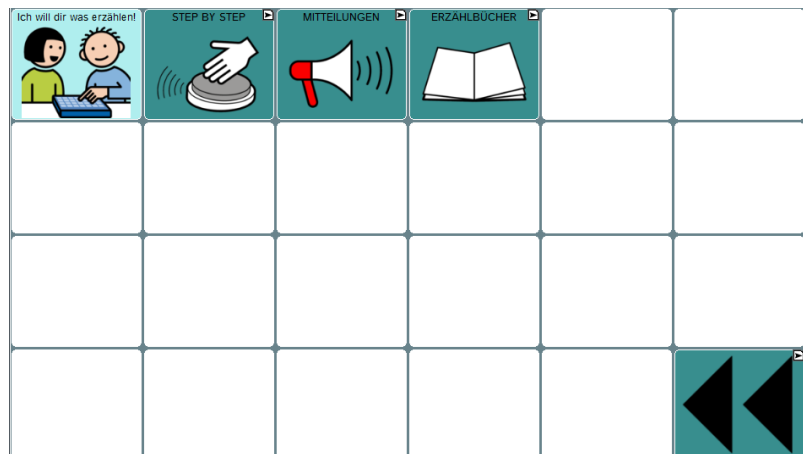 Ich will dir was erzählen!
STEP BY STEP
MITTEILUNGEN
ERZÄHLBÜCHER